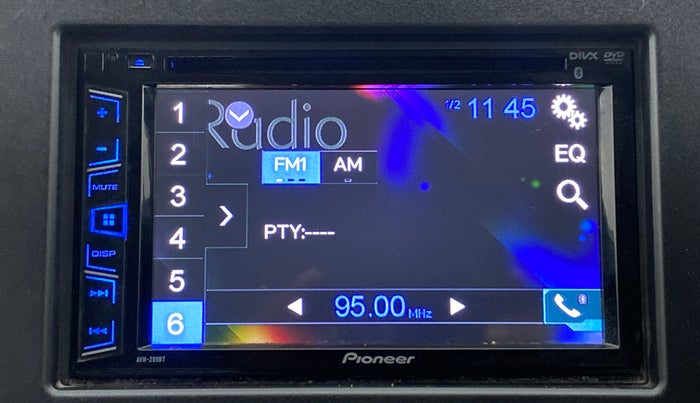 DIVX DVD
1/2 11 45
Radio
1
2
3
4
5
6
FM1 AM
EQ
PTY:----
95.00 MHz
+
-
MUTE
DISP
Pioneer
AVH-299BT